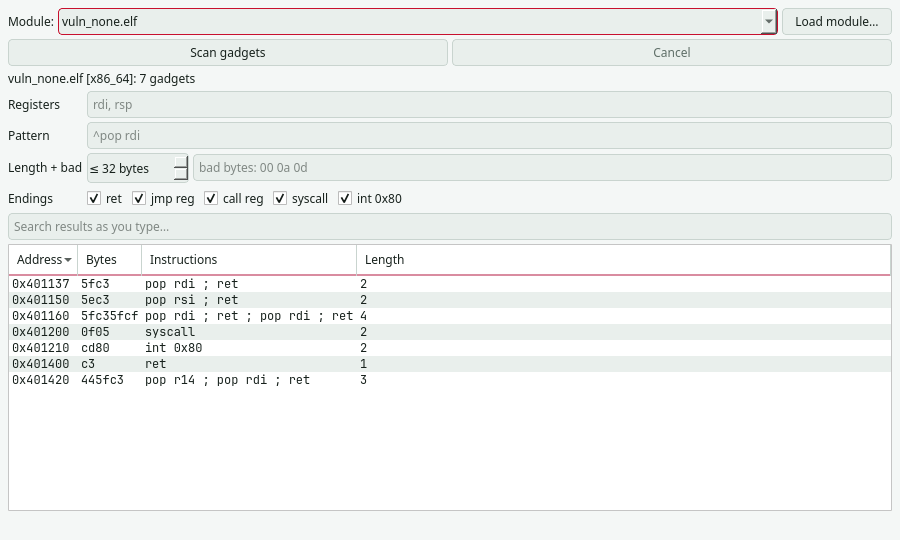 Module: vuln_none.elf Load module...
Scan gadgets Cancel
vuln_none.elf [x86_64]: 7 gadgets
Registers rdi, rsp
Pattern ^pop rdi
Length + bad ≤ 32 bytes bad bytes: 00 0a 0d
Endings ret jmp reg call reg syscall int 0x80
Search results as you type...
Address Bytes Instructions Length
0x401137 5fc3 pop rdi ; ret 2
0x401150 5ec3 pop rsi ; ret 2
0x401160 5fc35fcf pop rdi ; ret ; pop rdi ; ret 4
0x401200 0f05 syscall 2
0x401210 cd80 int 0x80 2
0x401400 c3 ret 1
0x401420 445fc3 pop r14 ; pop rdi ; ret 3